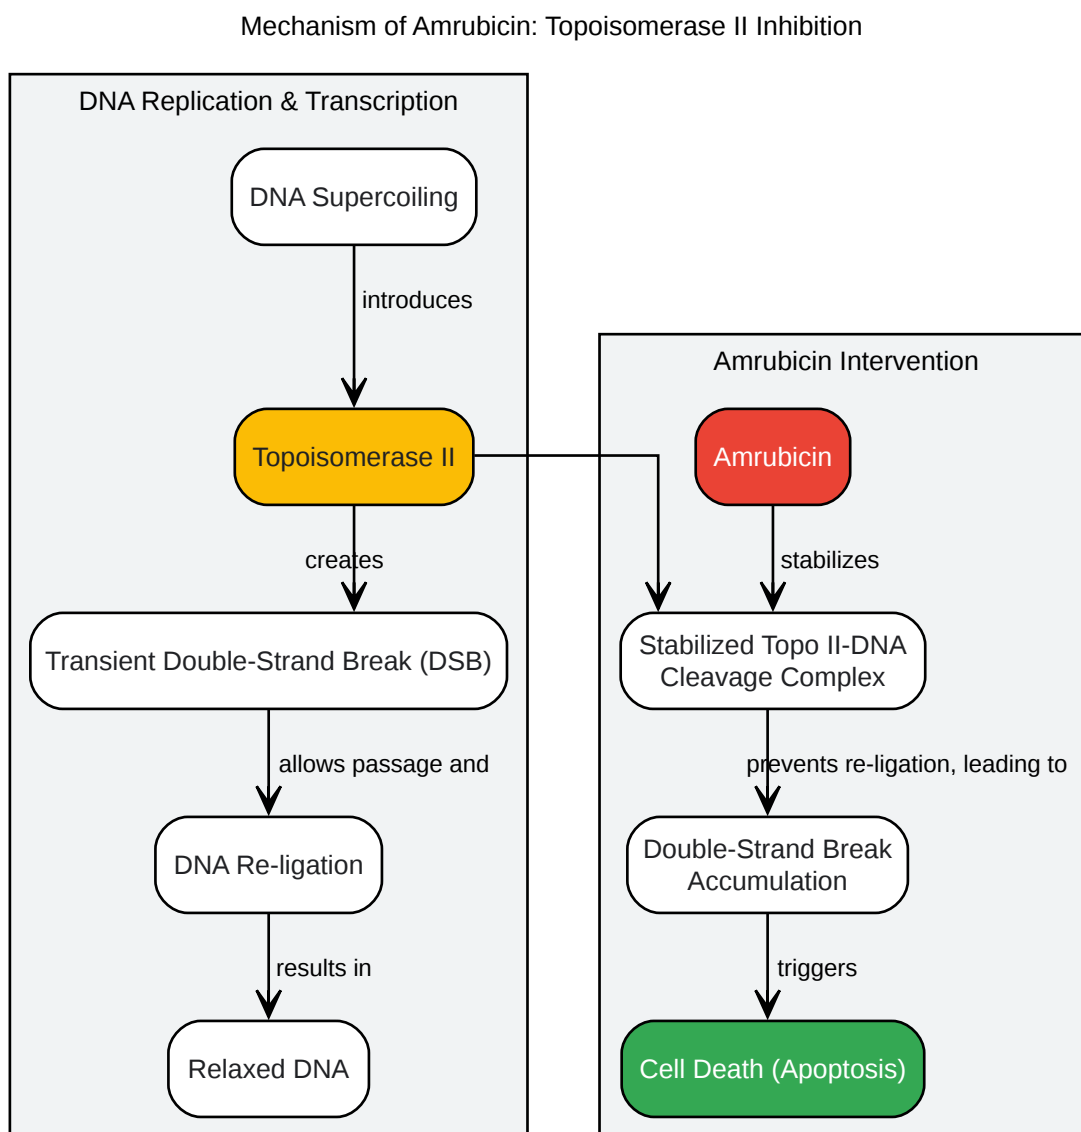 Mechanism of Amrubicin: Topoisomerase II Inhibition
DNA Replication & Transcription
DNA Supercoiling
introduces
Topoisomerase II
creates
Transient Double-Strand Break (DSB)
allows passage and
DNA Re-ligation
results in
Relaxed DNA
Amrubicin Intervention
Amrubicin
stabilizes
Stabilized Topo II-DNA
Cleavage Complex
prevents re-ligation, leading to
Double-Strand Break
Accumulation
triggers
Cell Death (Apoptosis)